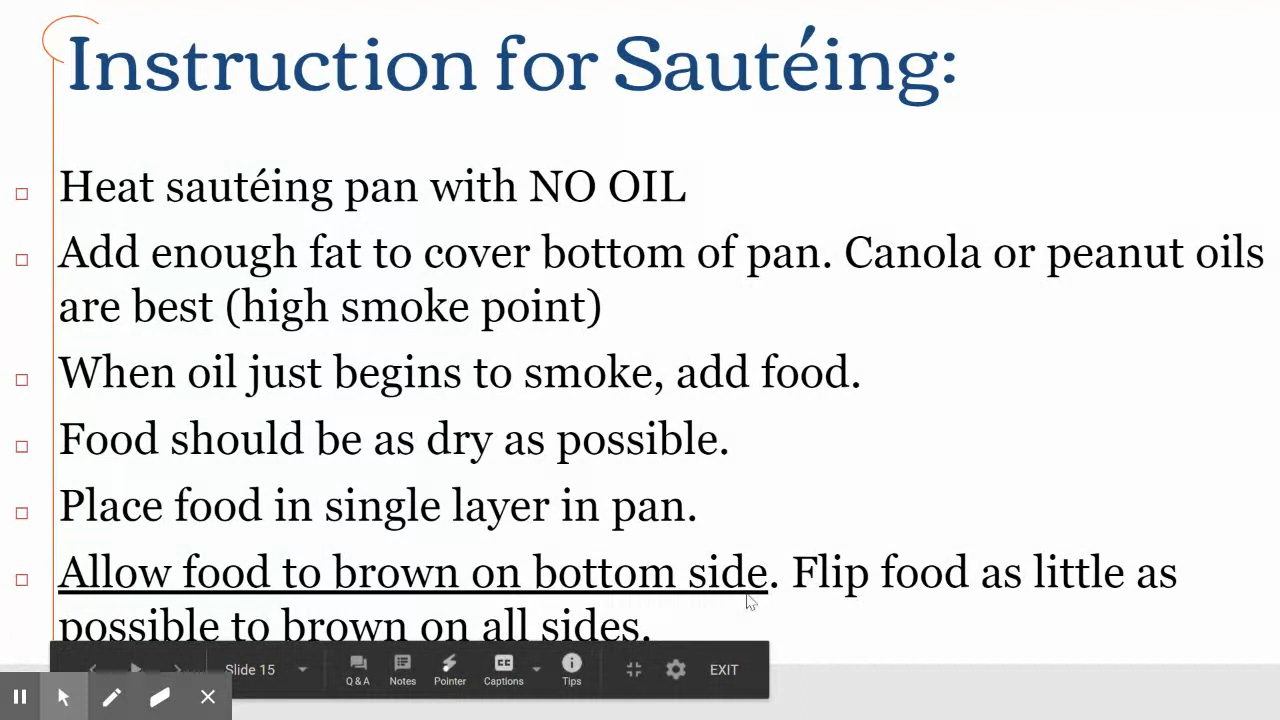 Instruction for Sautéing:
Heat sautéing pan with NO OIL
Add enough fat to cover bottom of pan. Canola or peanut oils
are best (high smoke point)
When oil just begins to smoke, add food.
Food should be as dry as possible.
Place food in single layer in pan.
Allow food to brown on bottom side. Flip food as little as
possible to brown on all sides.
Slide 15
Q & A
Notes
Pointer
CC
Captions
Tips
EXIT